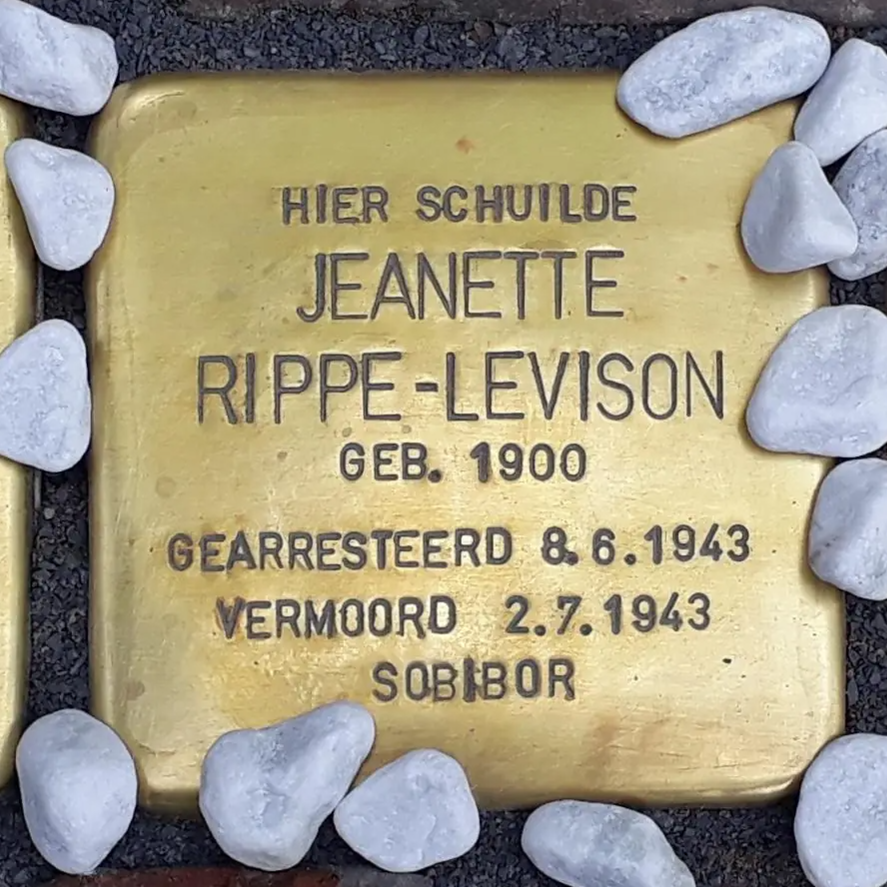 HIER SCHUILDE
JEANETTE
RIPPE-LEVISON
GEB. 1900
GEARRESTEERD 8.6.1943
VERMOORD 2.7.1943
SOBIBOR